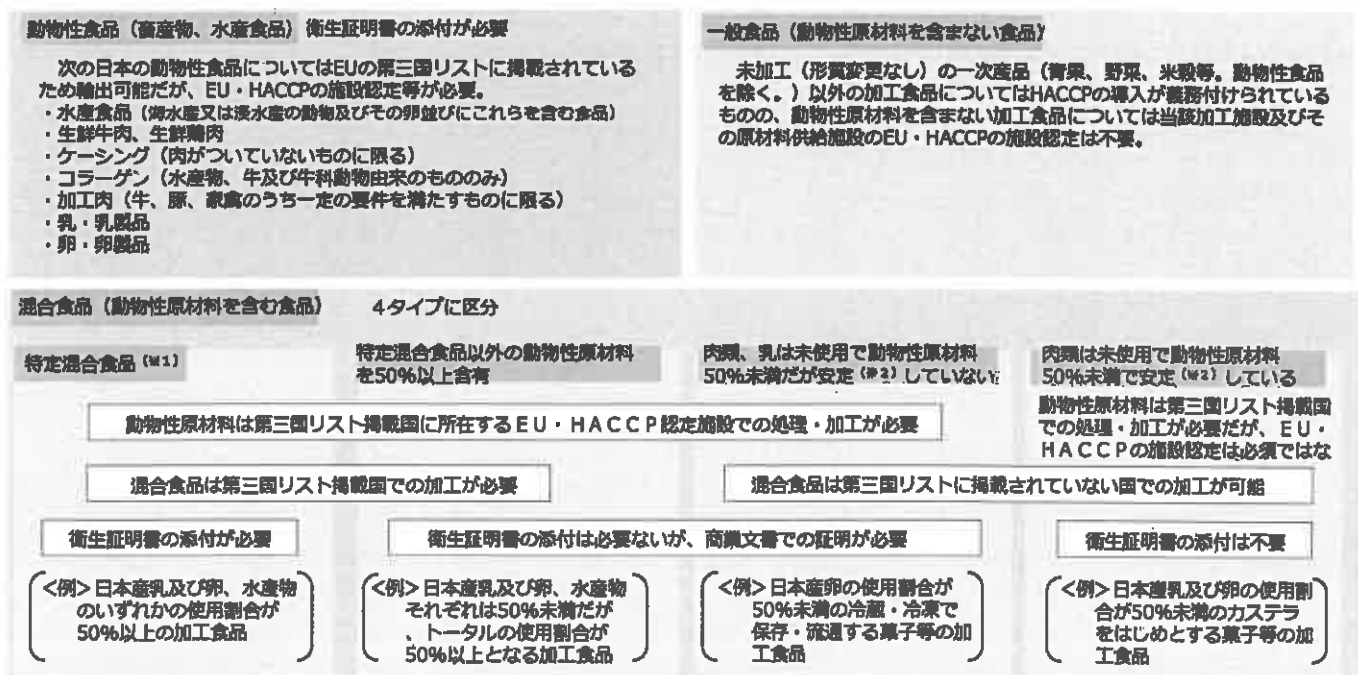 動物性食品（畜産物、水産食品） 衛生証明書の添付が必要
次の日本の動物性食品についてはEUの第三国リストに掲載されている
ため輸出可能だが、EU・HACCPの施設認定等が必要。
・水産食品（海水産又は淡水産の動物及びその卵並びにこれらを含む食品）
・生鮮牛肉、生鮮鶏肉
・ケーシング（肉がついていないものに限る）
・コラーゲン（水産物、牛及び牛科動物由来のもののみ）
・加工肉（牛、豚、家禽のうち一定の要件を満たすものに限る）
・乳・乳製品
・卵・卵製品
一般食品（動物性原材料を含まない食品）
未加工（形質変更なし）の一次産品（青果、野菜、米穀等。動物性食品
を除く。）以外の加工食品についてはHACCPの導入が義務付けられている
ものの、動物性原材料を含まない加工食品については当該加工施設及びそ
の原材料供給施設のEU・HACCPの施設認定は不要。
混合食品（動物性原材料を含む食品） ４タイプに区分
特定混合食品（※1）
特定混合食品以外の動物性原材料
を50%以上含有
肉類、乳は未使用で動物性原材料
50%未満だが安定（※2）していない
肉類は未使用で動物性原材料
50%未満で安定（※2）している
動物性原材料は第三国リスト掲載国に所在するＥＵ・ＨＡＣＣＰ認定施設での処理・加工が必要
動物性原材料は第三国リスト掲載国
での処理・加工が必要だが、ＥＵ・
ＨＡＣＣＰの施設認定は必須ではな
混合食品は第三国リスト掲載国での加工が必要
混合食品は第三国リストに掲載されていない国での加工が可能
衛生証明書の添付が必要
衛生証明書の添付は必要ないが、商業文書での証明が必要
衛生証明書の添付は不要
＜例＞日本産乳及び卵、水産物
のいずれかの使用割合が
50%以上の加工食品
＜例＞日本産乳及び卵、水産物
それぞれは50%未満だが
、トータルの使用割合が
50%以上となる加工食品
＜例＞日本産卵の使用割合が
50%未満の冷蔵・冷凍で
保存・流通する菓子等の加
工食品
＜例＞日本産乳及び卵の使用割
合が50%未満のカステラ
をはじめとする菓子等の加
工食品